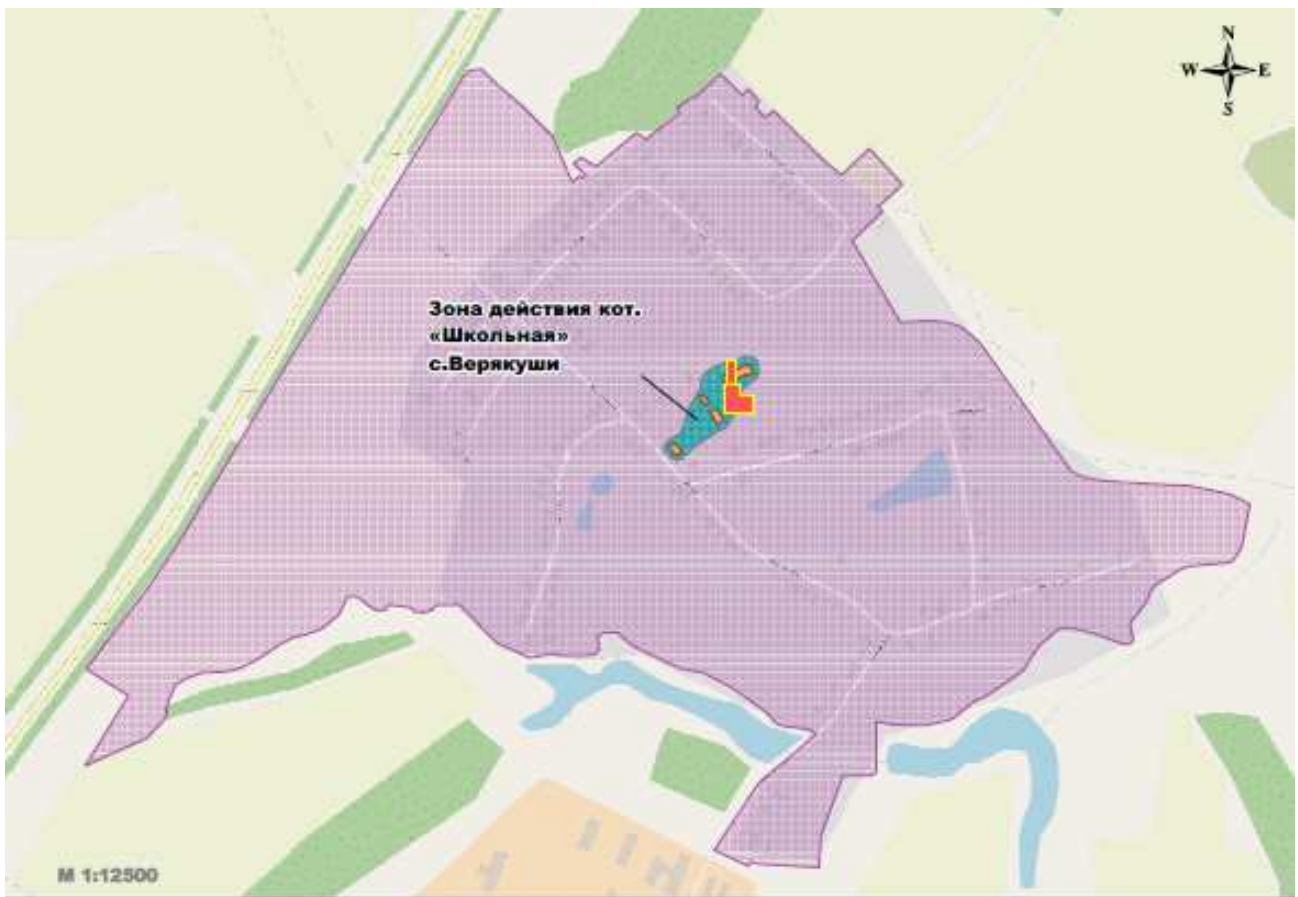 N
W E
S
Зона действия кот.
«Школьная»
с.Верякуши
М 1:12500